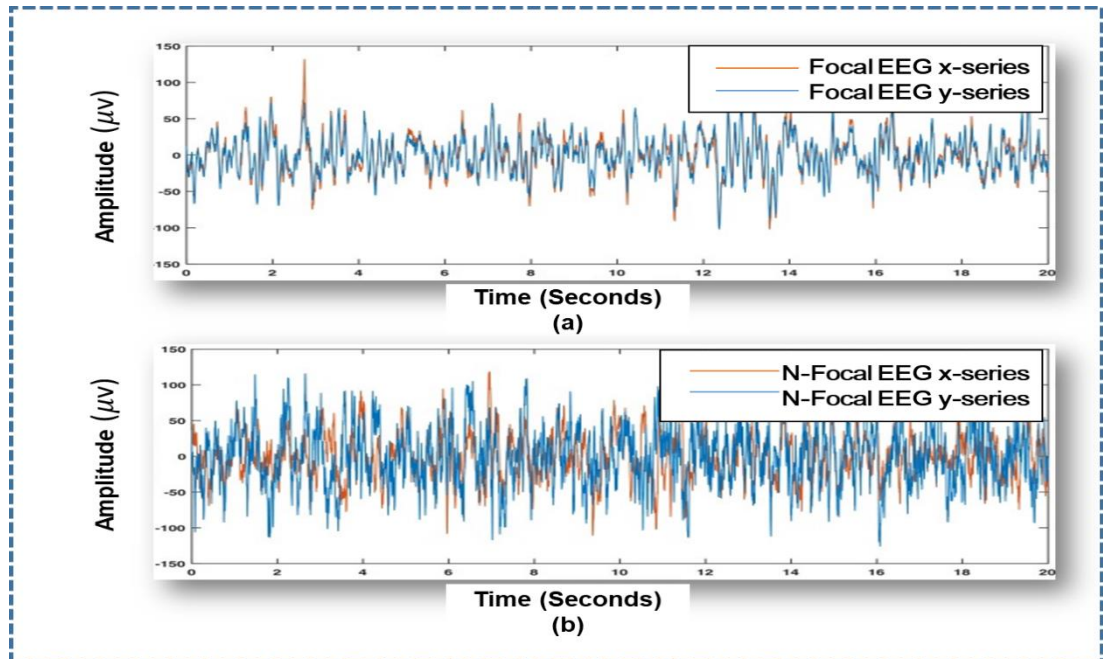 150
100
50
0
-50
-100
-150
Amplitude (μv)
Focal EEG x-series
Focal EEG y-series
0 2 4 6 8 10 12 14 16 18 20
Time (Seconds)
(a)
150
100
50
0
-50
-100
-150
Amplitude (μv)
N-Focal EEG x-series
N-Focal EEG y-series
0 2 4 6 8 10 12 14 16 18 20
Time (Seconds)
(b)